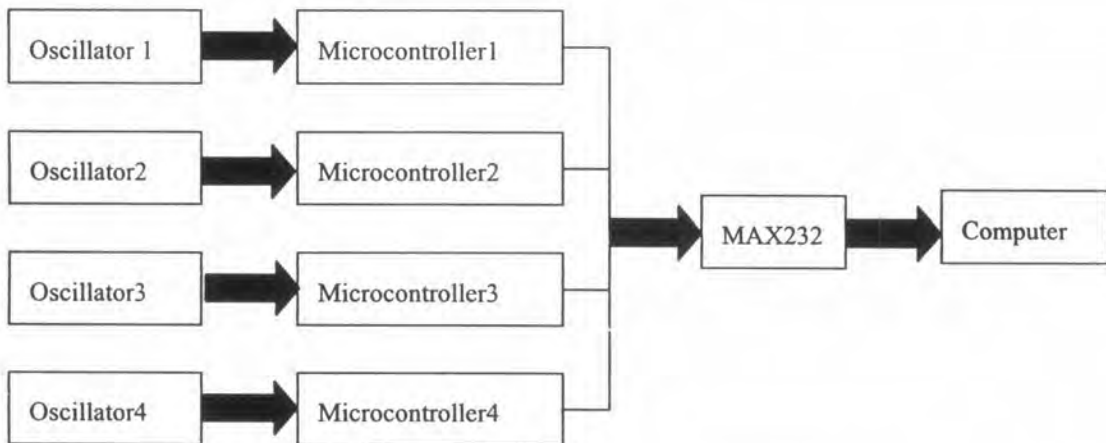 Oscillator 1
Microcontroller1
Oscillator2
Microcontroller2
MAX232
Computer
Oscillator3
Microcontroller3
Oscillator4
Microcontroller4